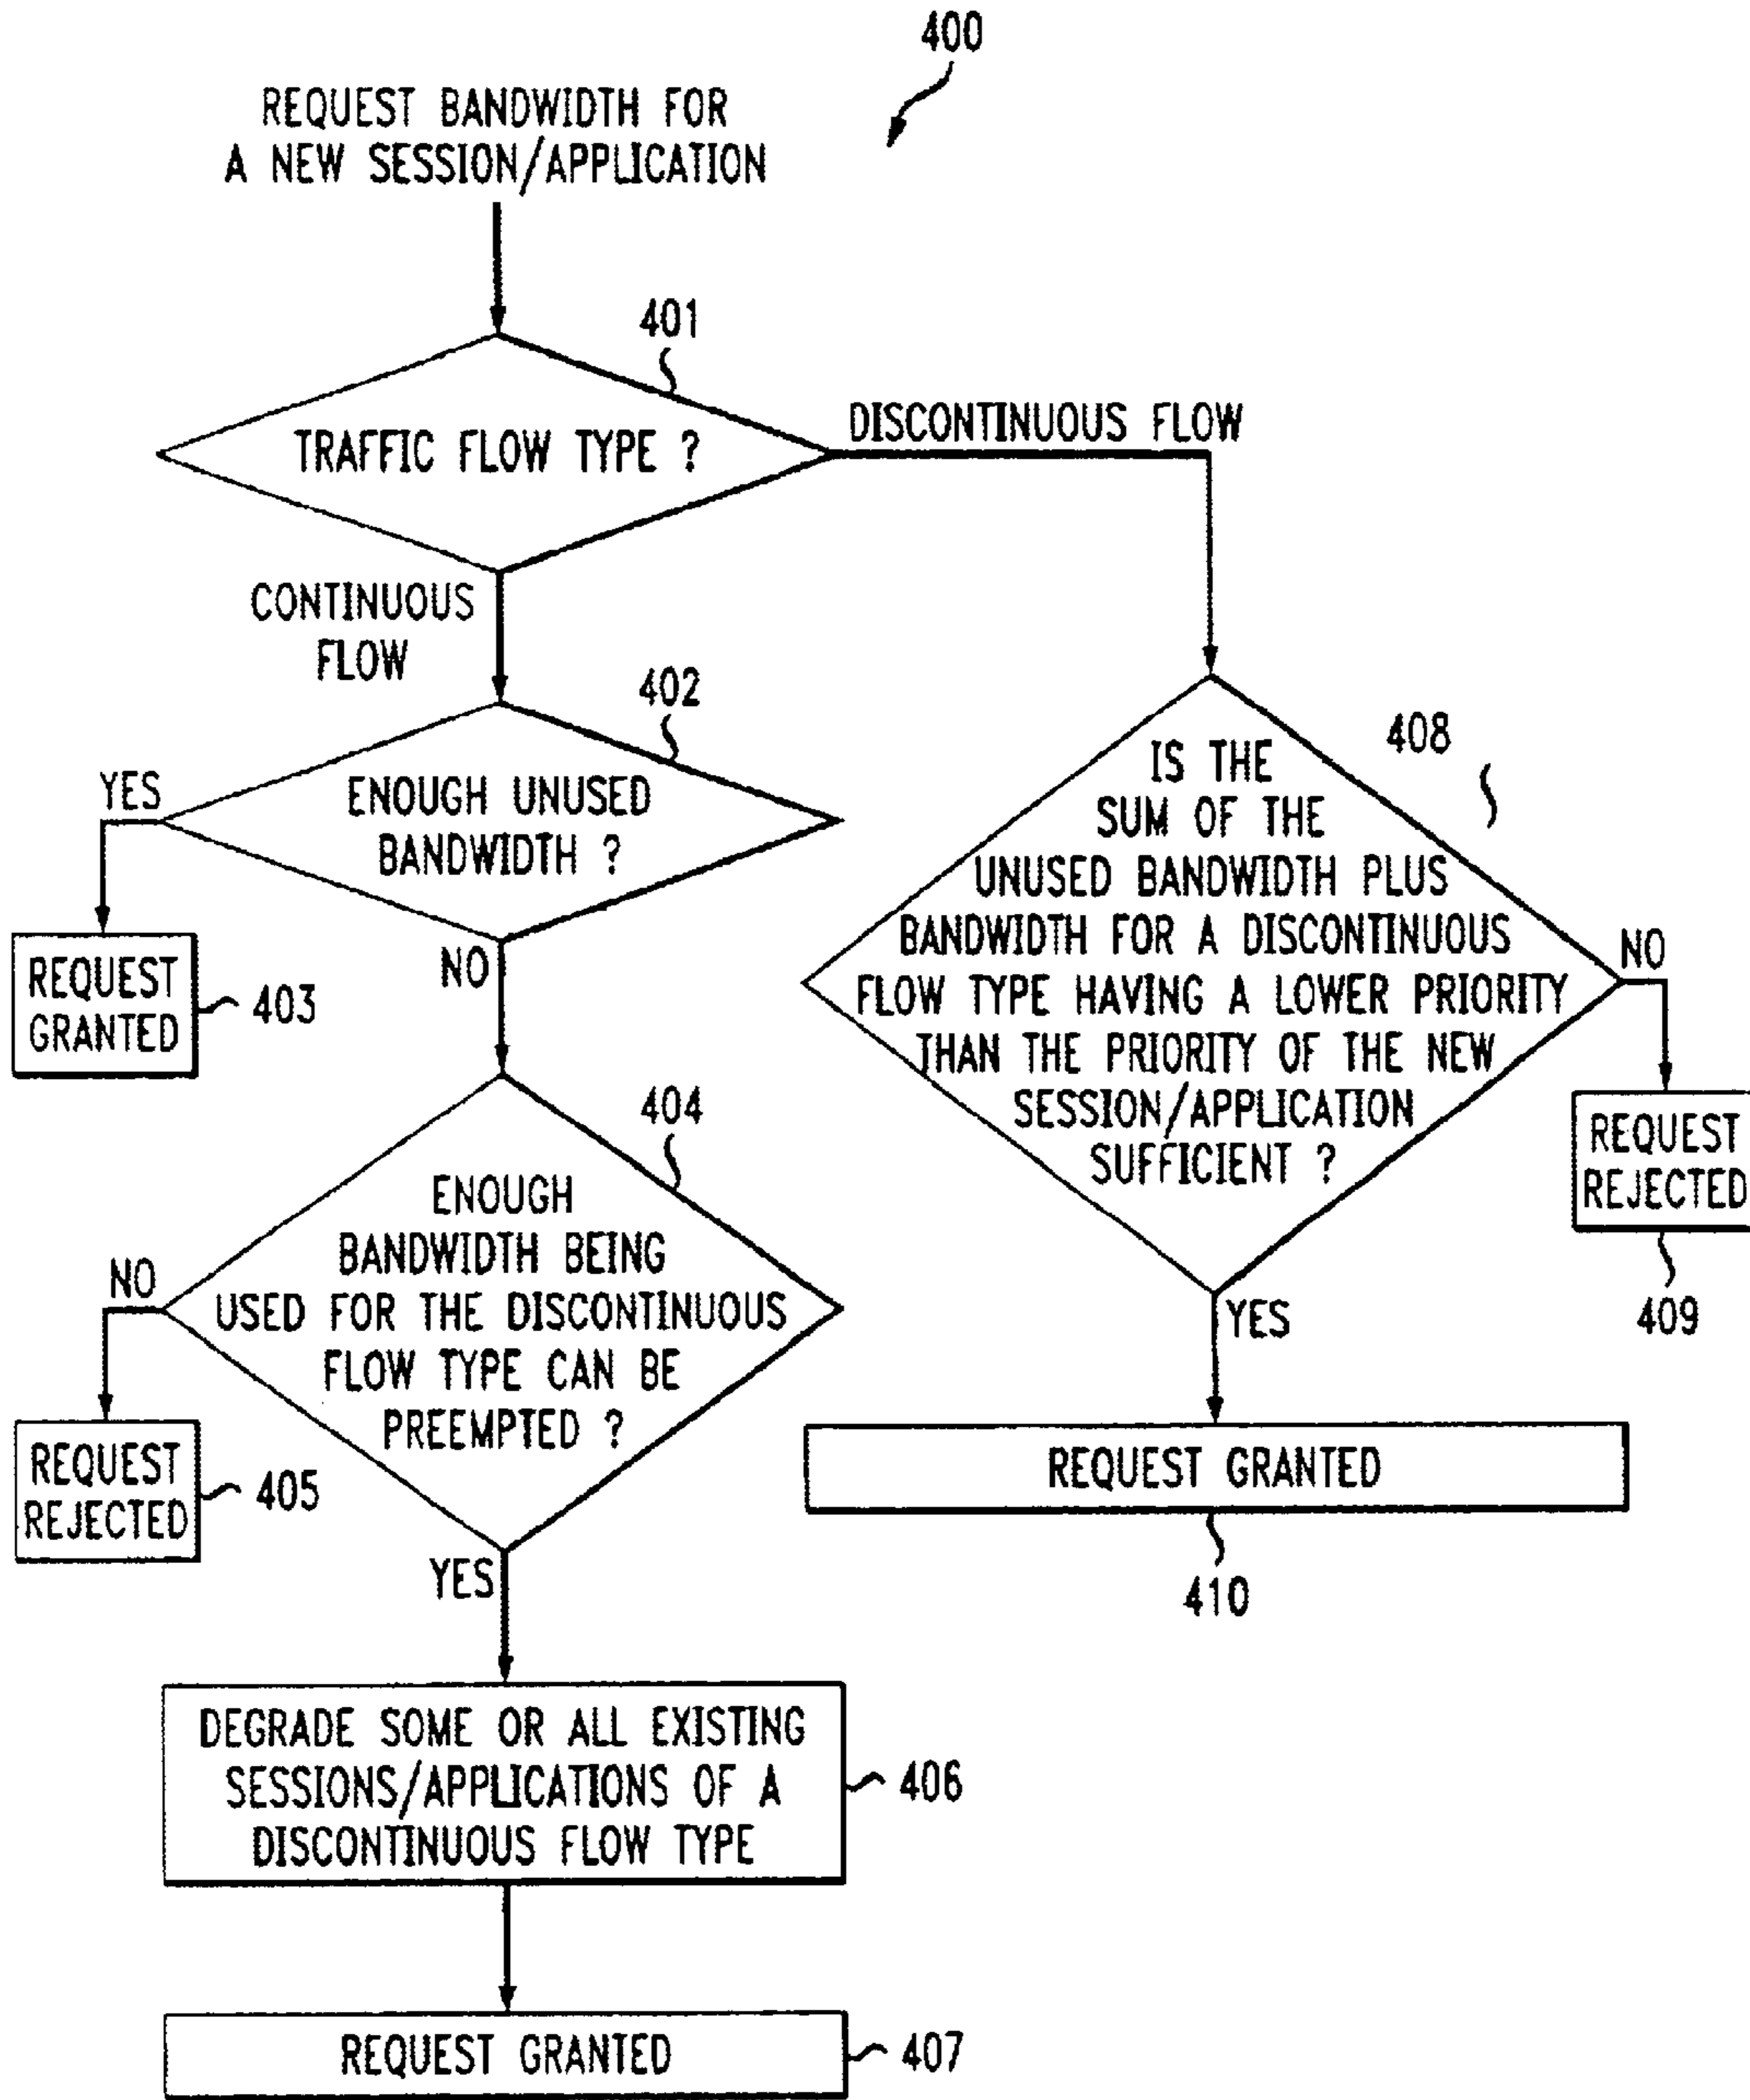 400
REQUEST BANDWIDTH FOR
A NEW SESSION/APPLICATION
401
TRAFFIC FLOW TYPE ?
DISCONTINUOUS FLOW
CONTINUOUS
FLOW
402
YES
ENOUGH UNUSED
BANDWIDTH ?
NO
REQUEST
GRANTED
403
404
ENOUGH
BANDWIDTH BEING
USED FOR THE DISCONTINUOUS
FLOW TYPE CAN BE
PREEMPTED ?
NO
REQUEST
REJECTED
405
YES
DEGRADE SOME OR ALL EXISTING
SESSIONS/APPLICATIONS OF A
DISCONTINUOUS FLOW TYPE
406
REQUEST GRANTED
407
408
IS THE
SUM OF THE
UNUSED BANDWIDTH PLUS
BANDWIDTH FOR A DISCONTINUOUS
FLOW TYPE HAVING A LOWER PRIORITY
THAN THE PRIORITY OF THE NEW
SESSION/APPLICATION
SUFFICIENT ?
NO
REQUEST
REJECTED
409
YES
REQUEST GRANTED
410